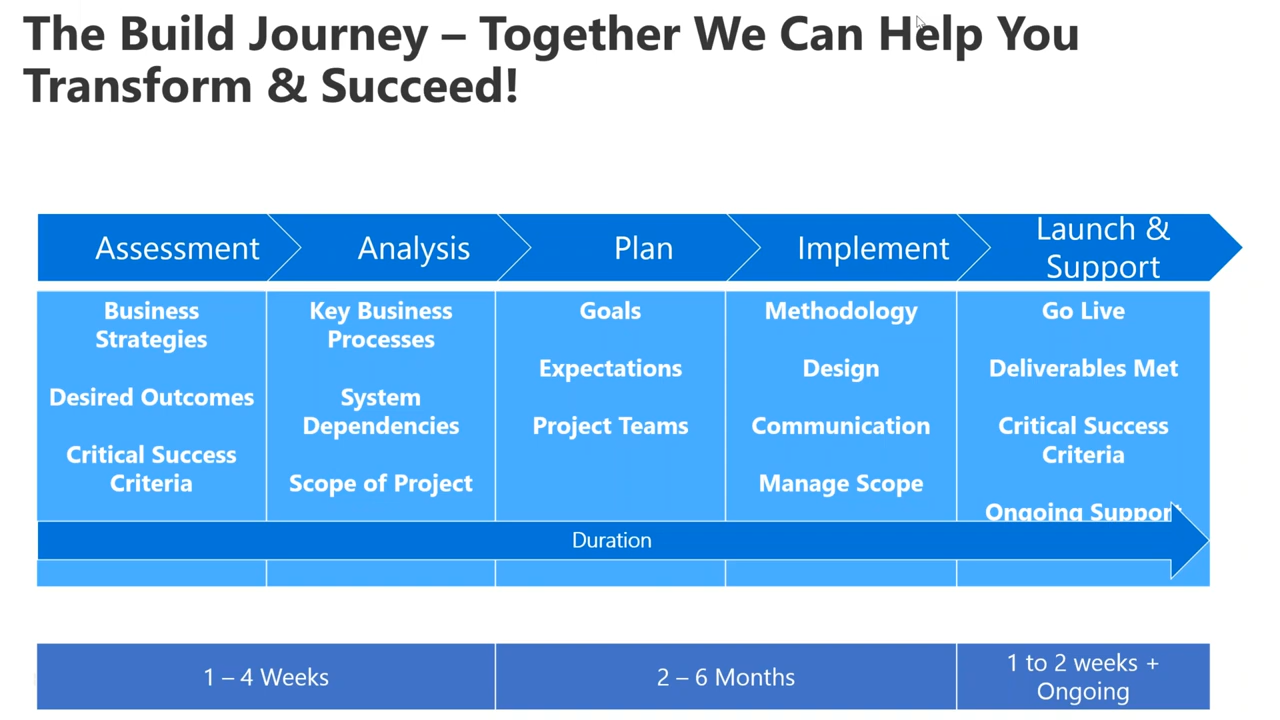 The Build Journey – Together We Can Help You
Transform & Succeed!
Assessment
Analysis
Plan
Implement
Launch &
Support
Business
Strategies
Desired Outcomes
Critical Success
Criteria
Key Business
Processes
System
Dependencies
Scope of Project
Goals
Expectations
Project Teams
Methodology
Design
Communication
Manage Scope
Go Live
Deliverables Met
Critical Success
Criteria
Ongoing Support
Duration
1 – 4 Weeks
2 – 6 Months
1 to 2 weeks +
Ongoing